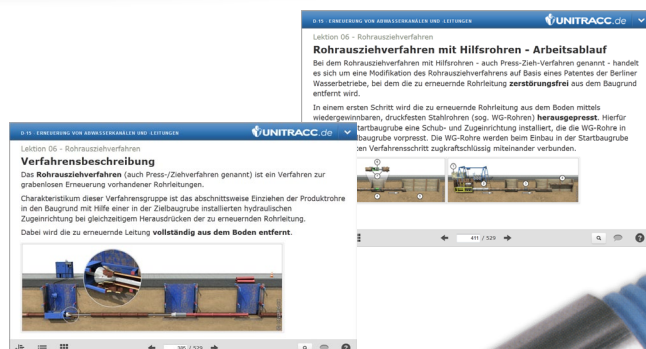 D-15 : ERNEUERUNG VON ABWASSERKANÄLEN UND -LEITUNGEN
UNITRACC.de
Lektion 06 - Rohrausziehverfahren
Rohrausziehverfahren mit Hilfsrohren - Arbeitsablauf
Bei dem Rohrausziehverfahren mit Hilfsrohren - auch Press-Zieh-Verfahren genannt - handelt
es sich um eine Modifikation des Rohrausziehverfahrens auf Basis eines Patentes der Berliner
Wasserbetriebe, bei dem die zu erneuernde Rohrleitung zerstörungsfrei aus dem Baugrund
entfernt wird.
In einem ersten Schritt wird die zu erneuernde Rohrleitung aus dem Boden mittels
wiedergewinnbaren, druckfesten Stahlrohren (sog. WG-Rohren) herausgepresst. Hierfür
tartbaugrube eine Schub- und Zugeinrichtung installiert, die die WG-Rohre in
lbaugrube vorpresst. Die WG-Rohre werden beim Einbau in der Startbaugrube
ten Verfahrensschritt zugkraftschlüssig miteinander verbunden.
411 / 529
D-15 : ERNEUERUNG VON ABWASSERKANÄLEN UND -LEITUNGEN
UNITRACC.de
Lektion 06 - Rohrausziehverfahren
Verfahrensbeschreibung
Das Rohrausziehverfahren (auch Press-/Ziehverfahren genannt) ist ein Verfahren zur
grabenlosen Erneuerung vorhandener Rohrleitungen.
Charakteristikum dieser Verfahrensgruppe ist das abschnittsweise Einziehen der Produktrohre
in den Baugrund mit Hilfe einer in der Zielbaugrube installierten hydraulischen
Zugeinrichtung bei gleichzeitigem Herausdrücken der zu erneuernden Rohrleitung.
Dabei wird die zu erneuernde Leitung vollständig aus dem Boden entfernt.
395 / 529